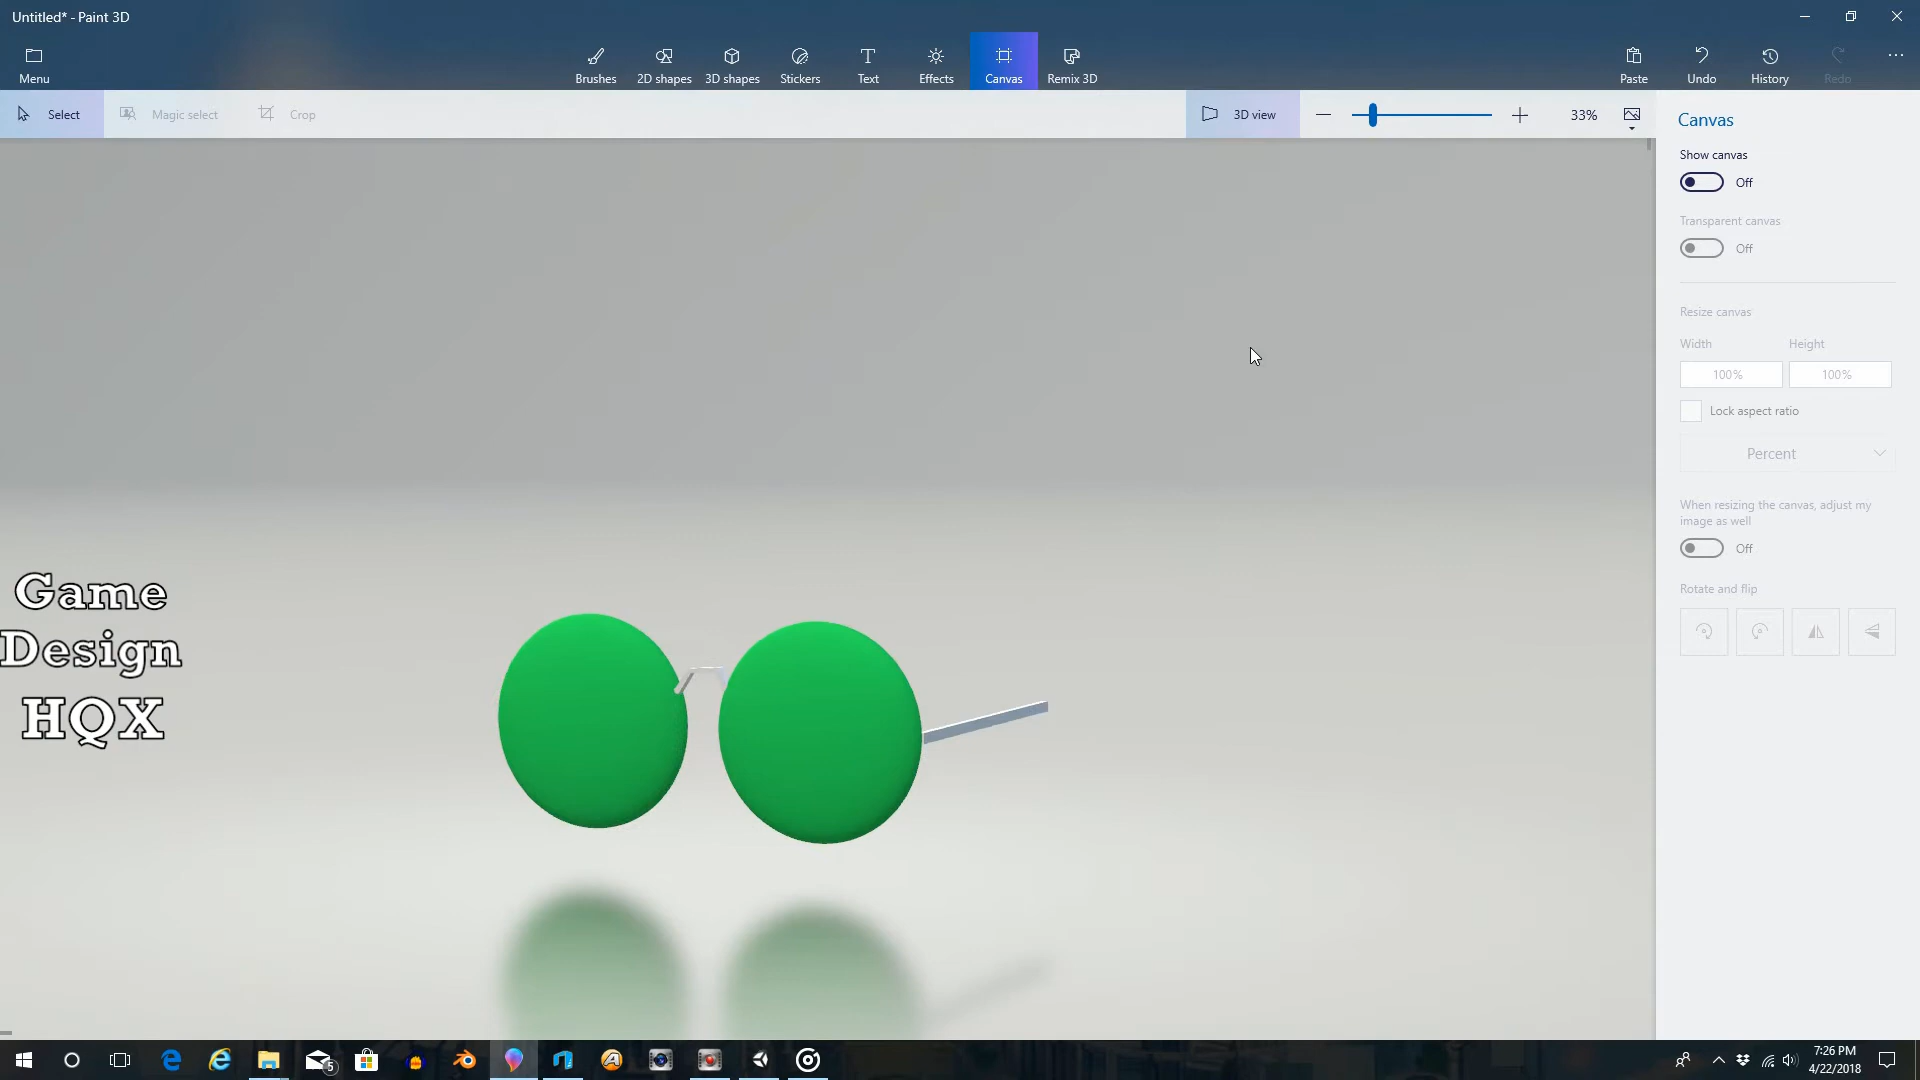 Untitled* - Paint 3D
Menu
Brushes
2D shapes
3D shapes
Stickers
Text
Effects
Canvas
Remix 3D
Paste
Undo
History
Redo
Select
Magic select
Crop
3D view
33%
Canvas
Show canvas
Off
Transparent canvas
Off
Resize canvas
Width
Height
100%
100%
Lock aspect ratio
Percent
When resizing the canvas, adjust my
image as well
Off
Rotate and flip
Game
Design
HQX
5
7:26 PM
4/22/2018